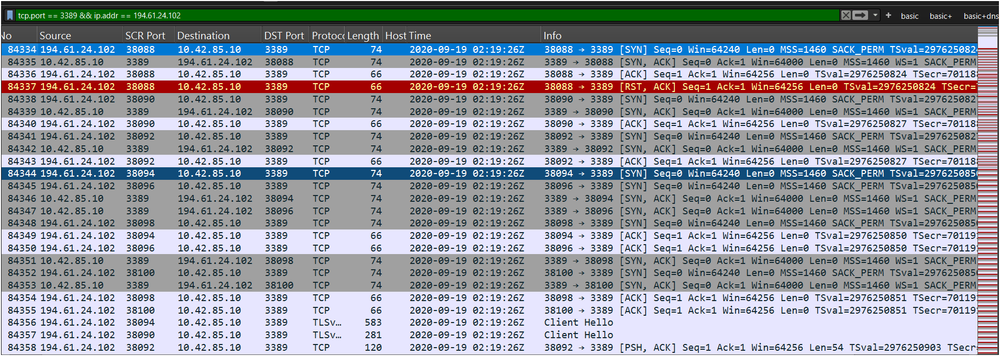 tcp.port == 3389 && ip.addr == 194.61.24.102 basic basic+ basic+dns
No Source SCR Port Destination DST Port Protoco Length Host Time Info
84334 194.61.24.102 38088 10.42.85.10 3389 TCP 74 2020-09-19 02:19:26Z 38088 → 3389 [SYN] Seq=0 Win=64240 Len=0 MSS=1460 SACK_PERM TSval=2976250824
84335 10.42.85.10 3389 194.61.24.102 38088 TCP 74 2020-09-19 02:19:26Z 3389 → 38088 [SYN, ACK] Seq=0 Ack=1 Win=64000 Len=0 MSS=1460 WS=1 SACK_PERM
84336 194.61.24.102 38088 10.42.85.10 3389 TCP 66 2020-09-19 02:19:26Z 38088 → 3389 [ACK] Seq=1 Ack=1 Win=64256 Len=0 TSval=2976250824 TSecr=70118
84337 194.61.24.102 38088 10.42.85.10 3389 TCP 66 2020-09-19 02:19:26Z 38088 → 3389 [RST, ACK] Seq=1 Ack=1 Win=64256 Len=0 TSval=2976250824 TSecr=
84338 194.61.24.102 38090 10.42.85.10 3389 TCP 74 2020-09-19 02:19:26Z 38090 → 3389 [SYN] Seq=0 Win=64240 Len=0 MSS=1460 SACK_PERM TSval=2976250827
84339 10.42.85.10 3389 194.61.24.102 38090 TCP 74 2020-09-19 02:19:26Z 3389 → 38090 [SYN, ACK] Seq=0 Ack=1 Win=64000 Len=0 MSS=1460 WS=1 SACK_PERM
84340 194.61.24.102 38090 10.42.85.10 3389 TCP 66 2020-09-19 02:19:26Z 38090 → 3389 [ACK] Seq=1 Ack=1 Win=64256 Len=0 TSval=2976250827 TSecr=70118
84341 194.61.24.102 38092 10.42.85.10 3389 TCP 74 2020-09-19 02:19:26Z 38092 → 3389 [SYN] Seq=0 Win=64240 Len=0 MSS=1460 SACK_PERM TSval=2976250827
84342 10.42.85.10 3389 194.61.24.102 38092 TCP 74 2020-09-19 02:19:26Z 3389 → 38092 [SYN, ACK] Seq=0 Ack=1 Win=64000 Len=0 MSS=1460 WS=1 SACK_PERM
84343 194.61.24.102 38092 10.42.85.10 3389 TCP 66 2020-09-19 02:19:26Z 38092 → 3389 [ACK] Seq=1 Ack=1 Win=64256 Len=0 TSval=2976250827 TSecr=70118
84344 194.61.24.102 38094 10.42.85.10 3389 TCP 74 2020-09-19 02:19:26Z 38094 → 3389 [SYN] Seq=0 Win=64240 Len=0 MSS=1460 SACK_PERM TSval=2976250850
84345 194.61.24.102 38096 10.42.85.10 3389 TCP 74 2020-09-19 02:19:26Z 38096 → 3389 [SYN] Seq=0 Win=64240 Len=0 MSS=1460 SACK_PERM TSval=2976250850
84346 10.42.85.10 3389 194.61.24.102 38094 TCP 74 2020-09-19 02:19:26Z 3389 → 38094 [SYN, ACK] Seq=0 Ack=1 Win=64000 Len=0 MSS=1460 WS=1 SACK_PERM
84347 10.42.85.10 3389 194.61.24.102 38096 TCP 74 2020-09-19 02:19:26Z 3389 → 38096 [SYN, ACK] Seq=0 Ack=1 Win=64000 Len=0 MSS=1460 WS=1 SACK_PERM
84348 194.61.24.102 38098 10.42.85.10 3389 TCP 74 2020-09-19 02:19:26Z 38098 → 3389 [SYN] Seq=0 Win=64240 Len=0 MSS=1460 SACK_PERM TSval=2976250850
84349 194.61.24.102 38094 10.42.85.10 3389 TCP 66 2020-09-19 02:19:26Z 38094 → 3389 [ACK] Seq=1 Ack=1 Win=64256 Len=0 TSval=2976250850 TSecr=70119
84350 194.61.24.102 38096 10.42.85.10 3389 TCP 66 2020-09-19 02:19:26Z 38096 → 3389 [ACK] Seq=1 Ack=1 Win=64256 Len=0 TSval=2976250850 TSecr=70119
84351 10.42.85.10 3389 194.61.24.102 38098 TCP 74 2020-09-19 02:19:26Z 3389 → 38098 [SYN, ACK] Seq=0 Ack=1 Win=64000 Len=0 MSS=1460 WS=1 SACK_PERM
84352 194.61.24.102 38100 10.42.85.10 3389 TCP 74 2020-09-19 02:19:26Z 38100 → 3389 [SYN] Seq=0 Win=64240 Len=0 MSS=1460 SACK_PERM TSval=2976250850
84353 10.42.85.10 3389 194.61.24.102 38100 TCP 74 2020-09-19 02:19:26Z 3389 → 38100 [SYN, ACK] Seq=0 Ack=1 Win=64000 Len=0 MSS=1460 WS=1 SACK_PERM
84354 194.61.24.102 38098 10.42.85.10 3389 TCP 66 2020-09-19 02:19:26Z 38098 → 3389 [ACK] Seq=1 Ack=1 Win=64256 Len=0 TSval=2976250851 TSecr=70119
84355 194.61.24.102 38100 10.42.85.10 3389 TCP 66 2020-09-19 02:19:26Z 38100 → 3389 [ACK] Seq=1 Ack=1 Win=64256 Len=0 TSval=2976250851 TSecr=70119
84356 194.61.24.102 38094 10.42.85.10 3389 TLSv… 583 2020-09-19 02:19:26Z Client Hello
84357 194.61.24.102 38090 10.42.85.10 3389 TLSv… 281 2020-09-19 02:19:26Z Client Hello
84358 194.61.24.102 38092 10.42.85.10 3389 TCP 120 2020-09-19 02:19:26Z 38092 → 3389 [PSH, ACK] Seq=1 Ack=1 Win=64256 Len=54 TSval=2976250903 TSecr=